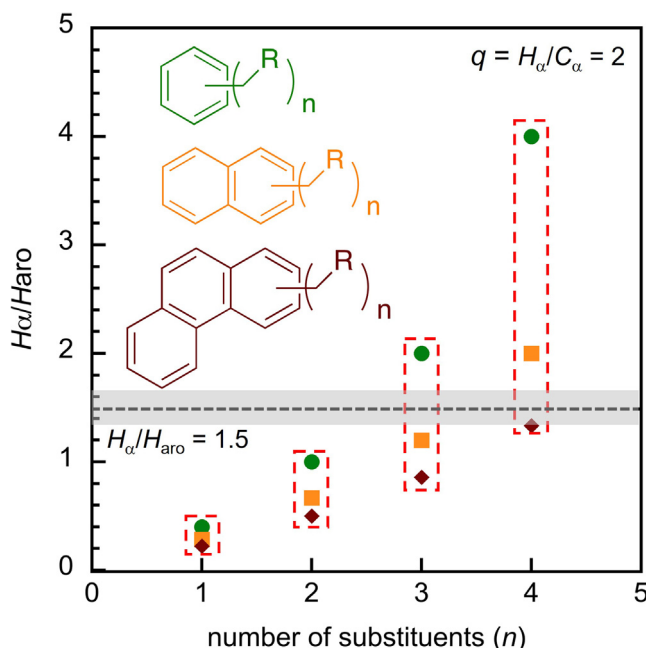 5
q = Hα/Cα = 2
R
n
4
R
n
3
R
n
Hα/Haro
2
Hα/Haro = 1.5
1
0
0
1
2
3
4
5
number of substituents (n)